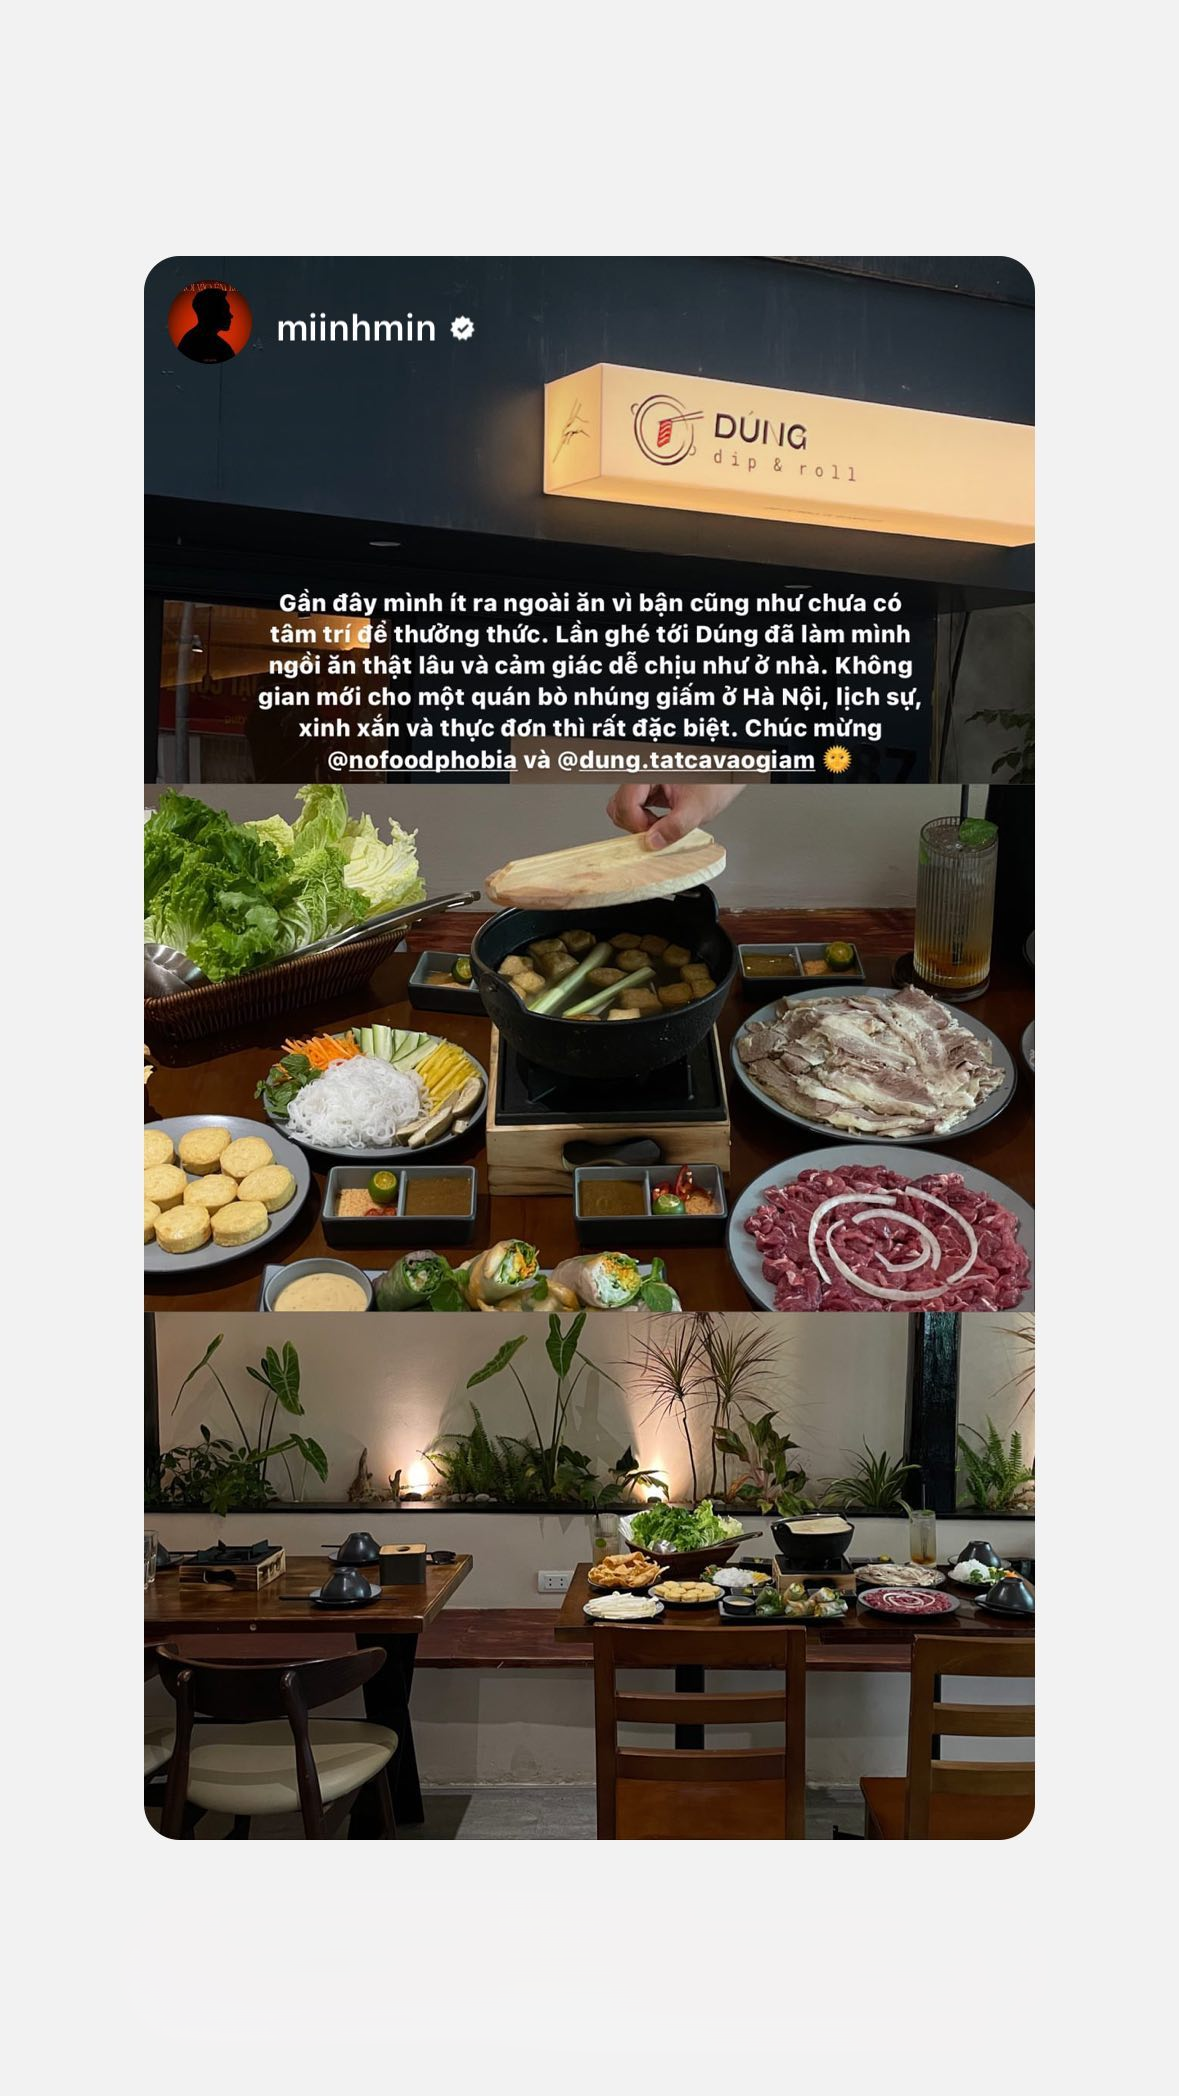 miinhmin
DÚNG
dip & roll
Gần đây mình ít ra ngoài ăn vì bận cũng như chưa có
tâm trí để thưởng thức. Lần ghé tới Dúng đã làm mình
ngồi ăn thật lâu và cảm giác dễ chịu như ở nhà. Không
gian mới cho một quán bò nhúng giấm ở Hà Nội, lịch sự,
xinh xắn và thực đơn thì rất đặc biệt. Chúc mừng
@nofoodphobia và @dung.tatcavaogiam 🌞
87